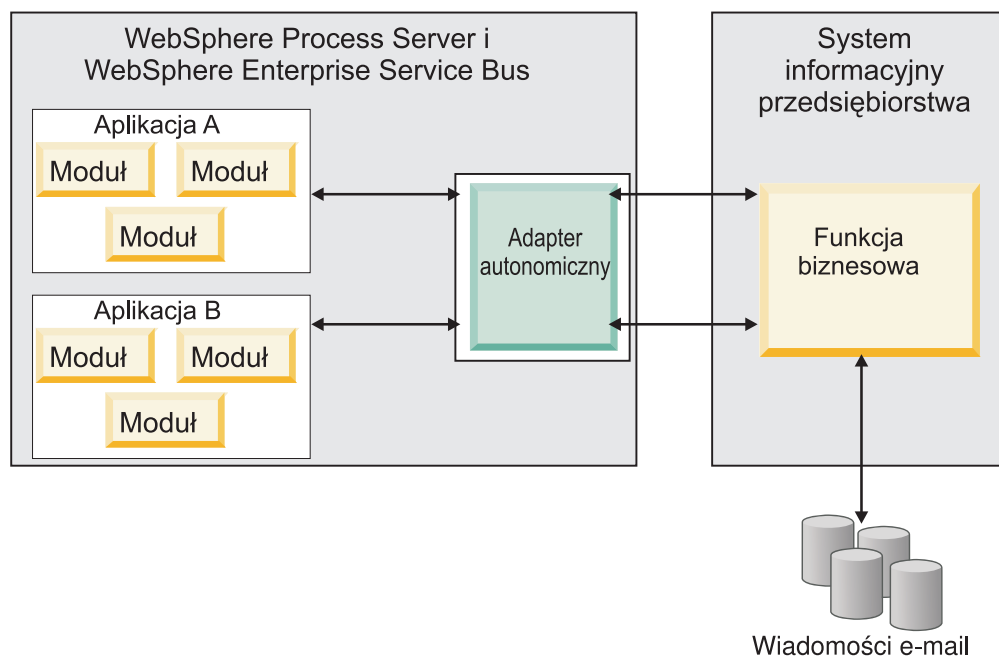 WebSphere Process Server i
WebSphere Enterprise Service Bus
Aplikacja A
Moduł
Moduł
Moduł
Aplikacja B
Moduł
Moduł
Moduł
Adapter
autonomiczny
System
informacyjny
przedsiębiorstwa
Funkcja
biznesowa
Wiadomości e-mail